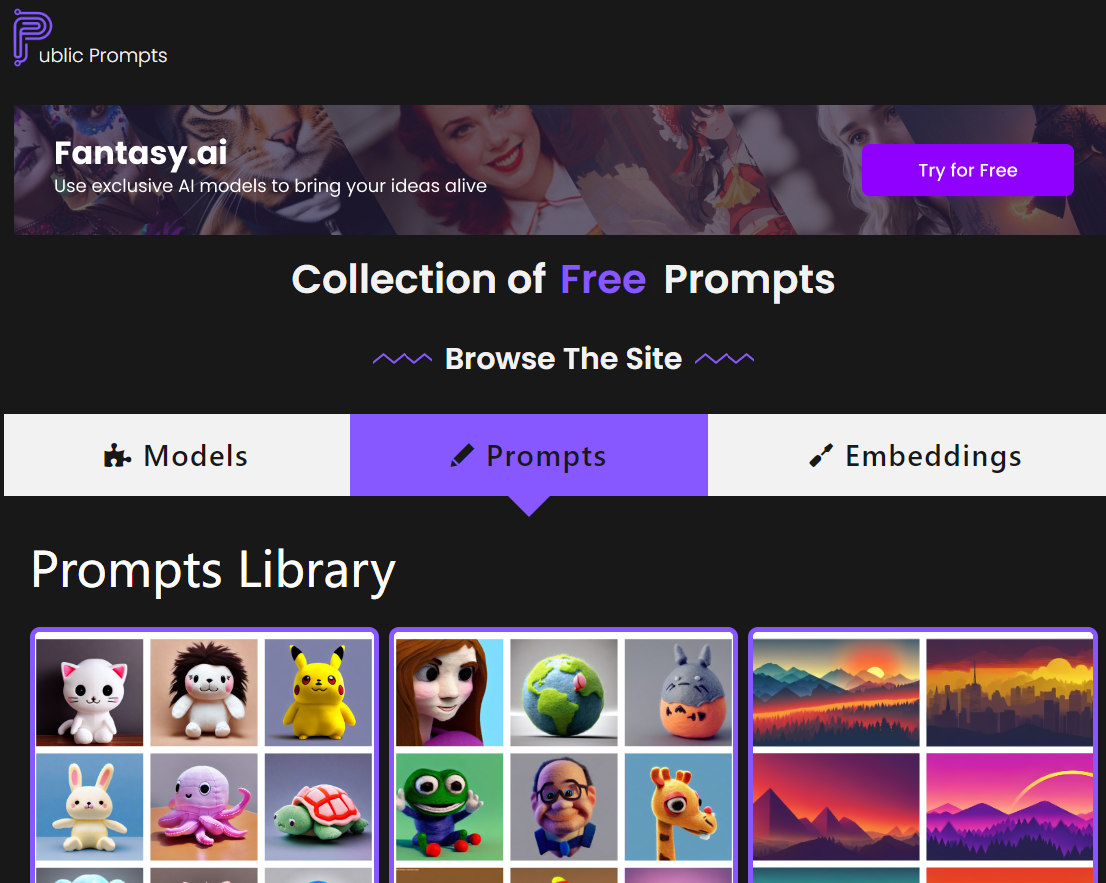 Public Prompts
Fantasy.ai
Use exclusive AI models to bring your ideas alive
Try for Free
Collection of Free Prompts
Browse The Site
Models
Prompts
Embeddings
Prompts Library